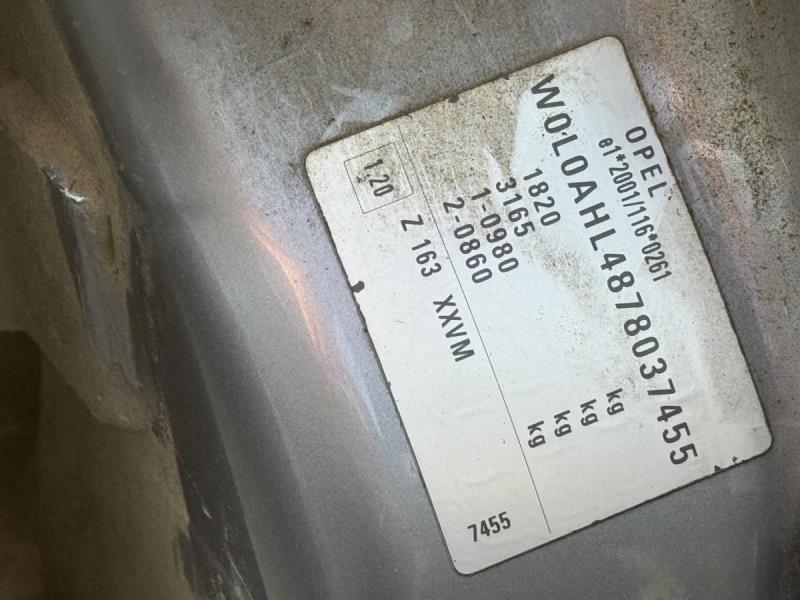 OPEL
e1*2001/116*0261
W0L0AHL4878037455
1820 kg
3165 kg
1-0980 kg
2-0860 kg
1.20 Z 163 XXVM 7455